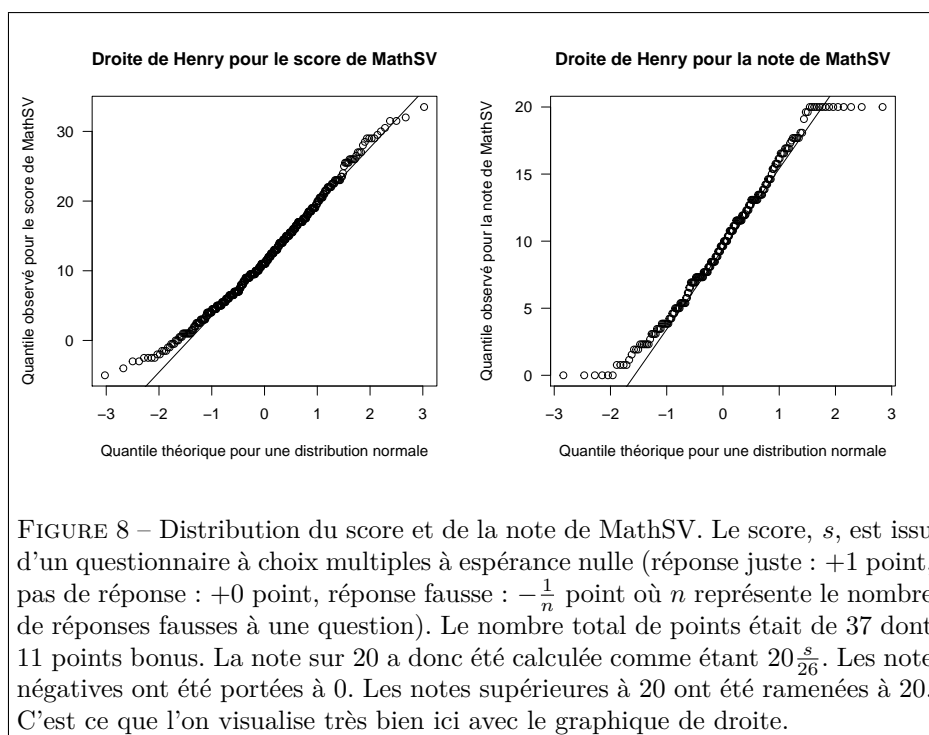 Droite de Henry pour le score de MathSV
Quantile observé pour le score de MathSV
30
20
10
0
−3 −2 −1 0 1 2 3
Quantile théorique pour une distribution normale
Droite de Henry pour la note de MathSV
Quantile observé pour la note de MathSV
20
15
10
5
0
−3 −2 −1 0 1 2 3
Quantile théorique pour une distribution normale
FIGURE 8 – Distribution du score et de la note de MathSV. Le score, s, est issu
d'un questionnaire à choix multiples à espérance nulle (réponse juste : +1 point,
pas de réponse : +0 point, réponse fausse : −1/n point où n représente le nombre
de réponses fausses à une question). Le nombre total de points était de 37 dont
11 points bonus. La note sur 20 a donc été calculée comme étant 20 s/26. Les note
négatives ont été portées à 0. Les notes supérieures à 20 ont été ramenées à 20.
C'est ce que l'on visualise très bien ici avec le graphique de droite.